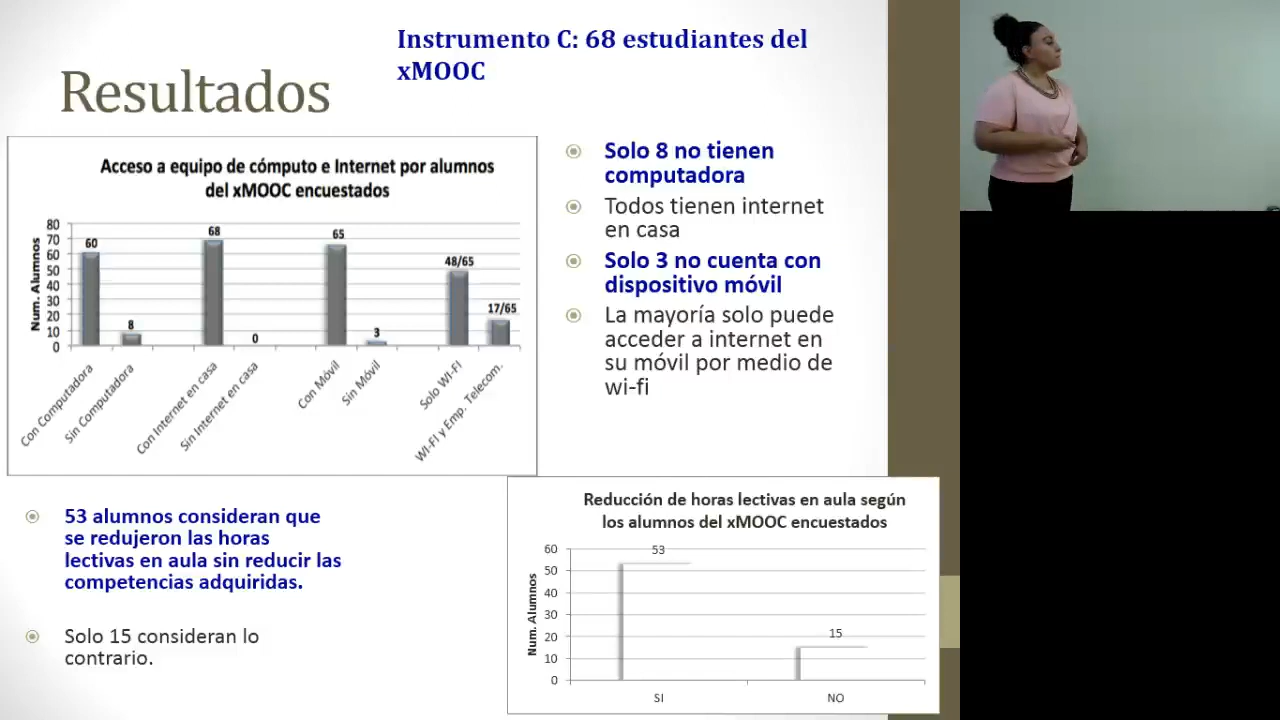 Instrumento C: 68 estudiantes del
xMOOC
Resultados
Acceso a equipo de cómputo e Internet por alumnos
del xMOOC encuestados
Num. Alumnos
80
70
60
50
40
30
20
10
0
60
8
68
0
65
3
48/65
17/65
Con Computadora
Sin Computadora
Con Internet en casa
Sin Internet en casa
Con Móvil
Sin Móvil
Solo WI-FI
WI-FI y Emp. Telecom.
Solo 8 no tienen
computadora
Todos tienen internet
en casa
Solo 3 no cuenta con
dispositivo móvil
La mayoría solo puede
acceder a internet en
su móvil por medio de
wi-fi
53 alumnos consideran que
se redujeron las horas
lectivas en aula sin reducir las
competencias adquiridas.
Solo 15 consideran lo
contrario.
Reducción de horas lectivas en aula según
los alumnos del xMOOC encuestados
Num. Alumnos
60
50
40
30
20
10
0
53
15
SI
NO